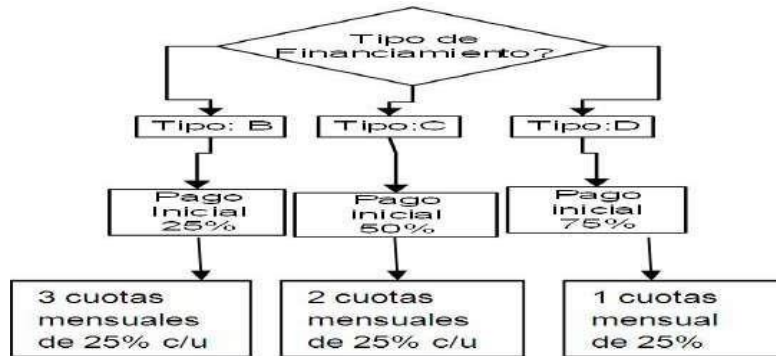 Tipo de
Financiamiento?
Tipo: B
Tipo:C
Tipo:D
Pago
Inicial
25%
Pago
inicial
50%
Pago
inicial
75%
3 cuotas
mensuales
de 25% c/u
2 cuotas
mensuales
de 25% c/u
1 cuotas
mensual
de 25%